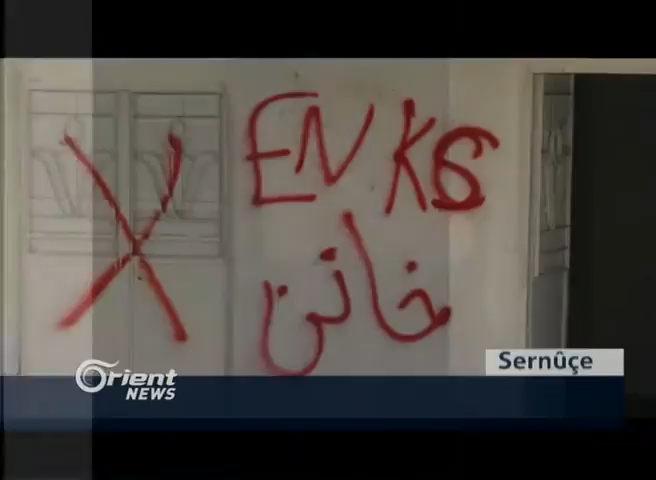 ENKS
خائن
Sernûçe
Orient
NEWS